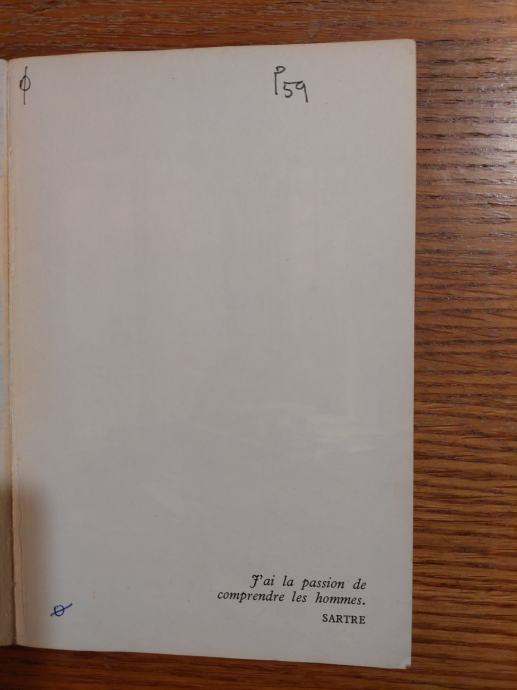 ϕ
P59
J'ai la passion de
comprendre les hommes.
SARTRE